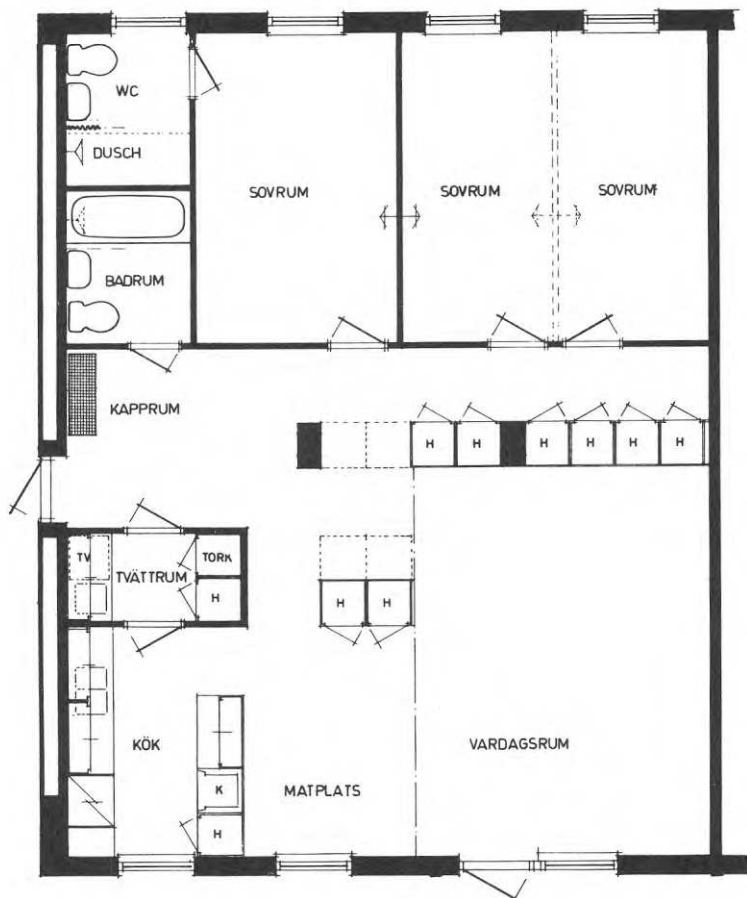 WC
DUSCH
SOVRUM
SOVRUM
SOVRUM
BADRUM
KAPPRUM
H
H
H
H
H
H
TV
TVÄTTRUM
TORK
H
H
H
KÖK
MATPLATS
VARDAGSRUM
K
H